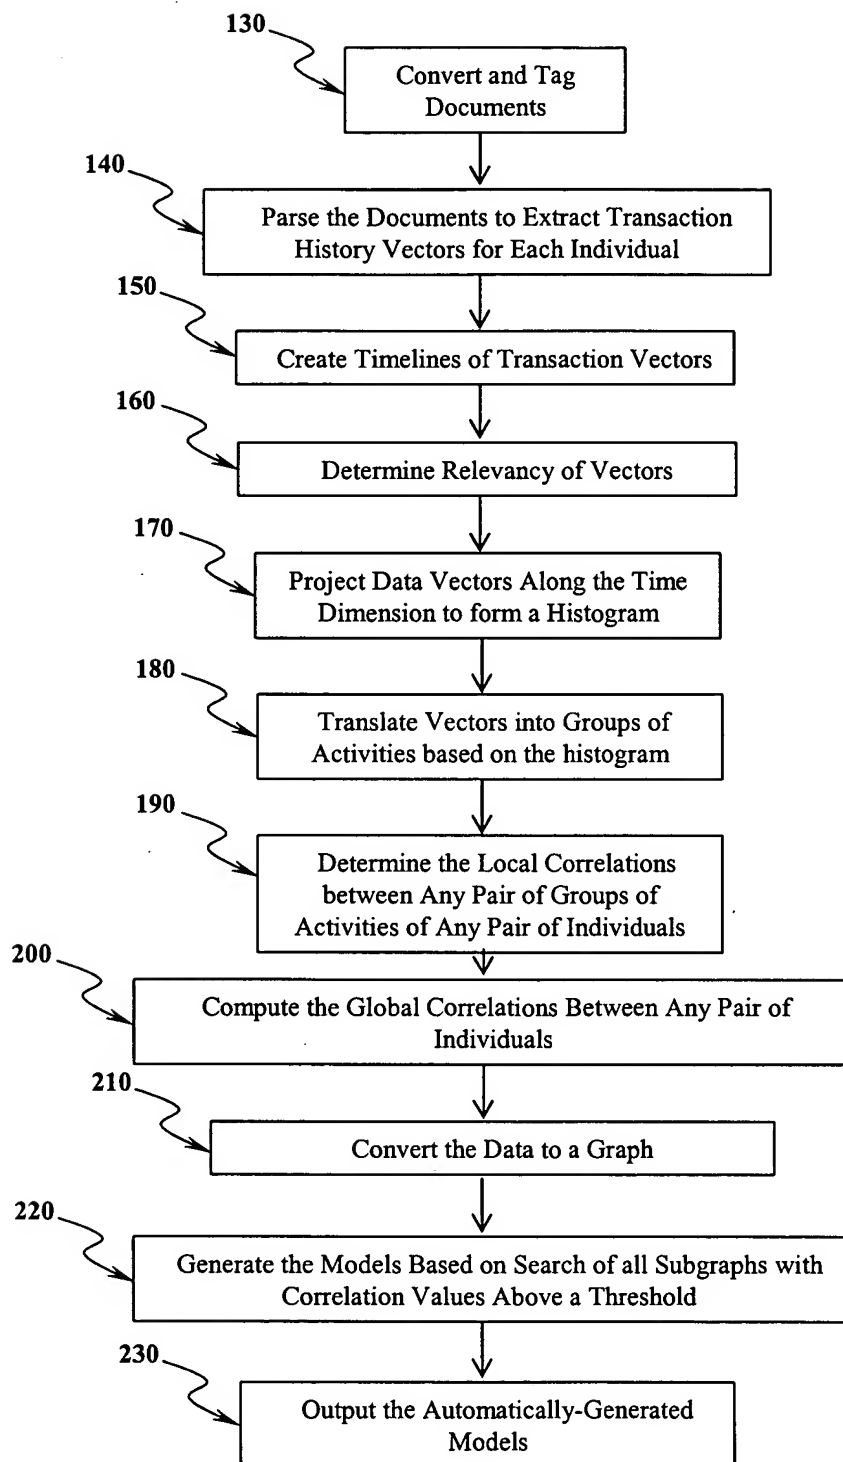 130
Convert and Tag
Documents
140
Parse the Documents to Extract Transaction
History Vectors for Each Individual
150
Create Timelines of Transaction Vectors
160
Determine Relevancy of Vectors
170
Project Data Vectors Along the Time
Dimension to form a Histogram
180
Translate Vectors into Groups of
Activities based on the histogram
190
Determine the Local Correlations
between Any Pair of Groups of
Activities of Any Pair of Individuals
200
Compute the Global Correlations Between Any Pair of
Individuals
210
Convert the Data to a Graph
220
Generate the Models Based on Search of all Subgraphs with
Correlation Values Above a Threshold
230
Output the Automatically-Generated
Models